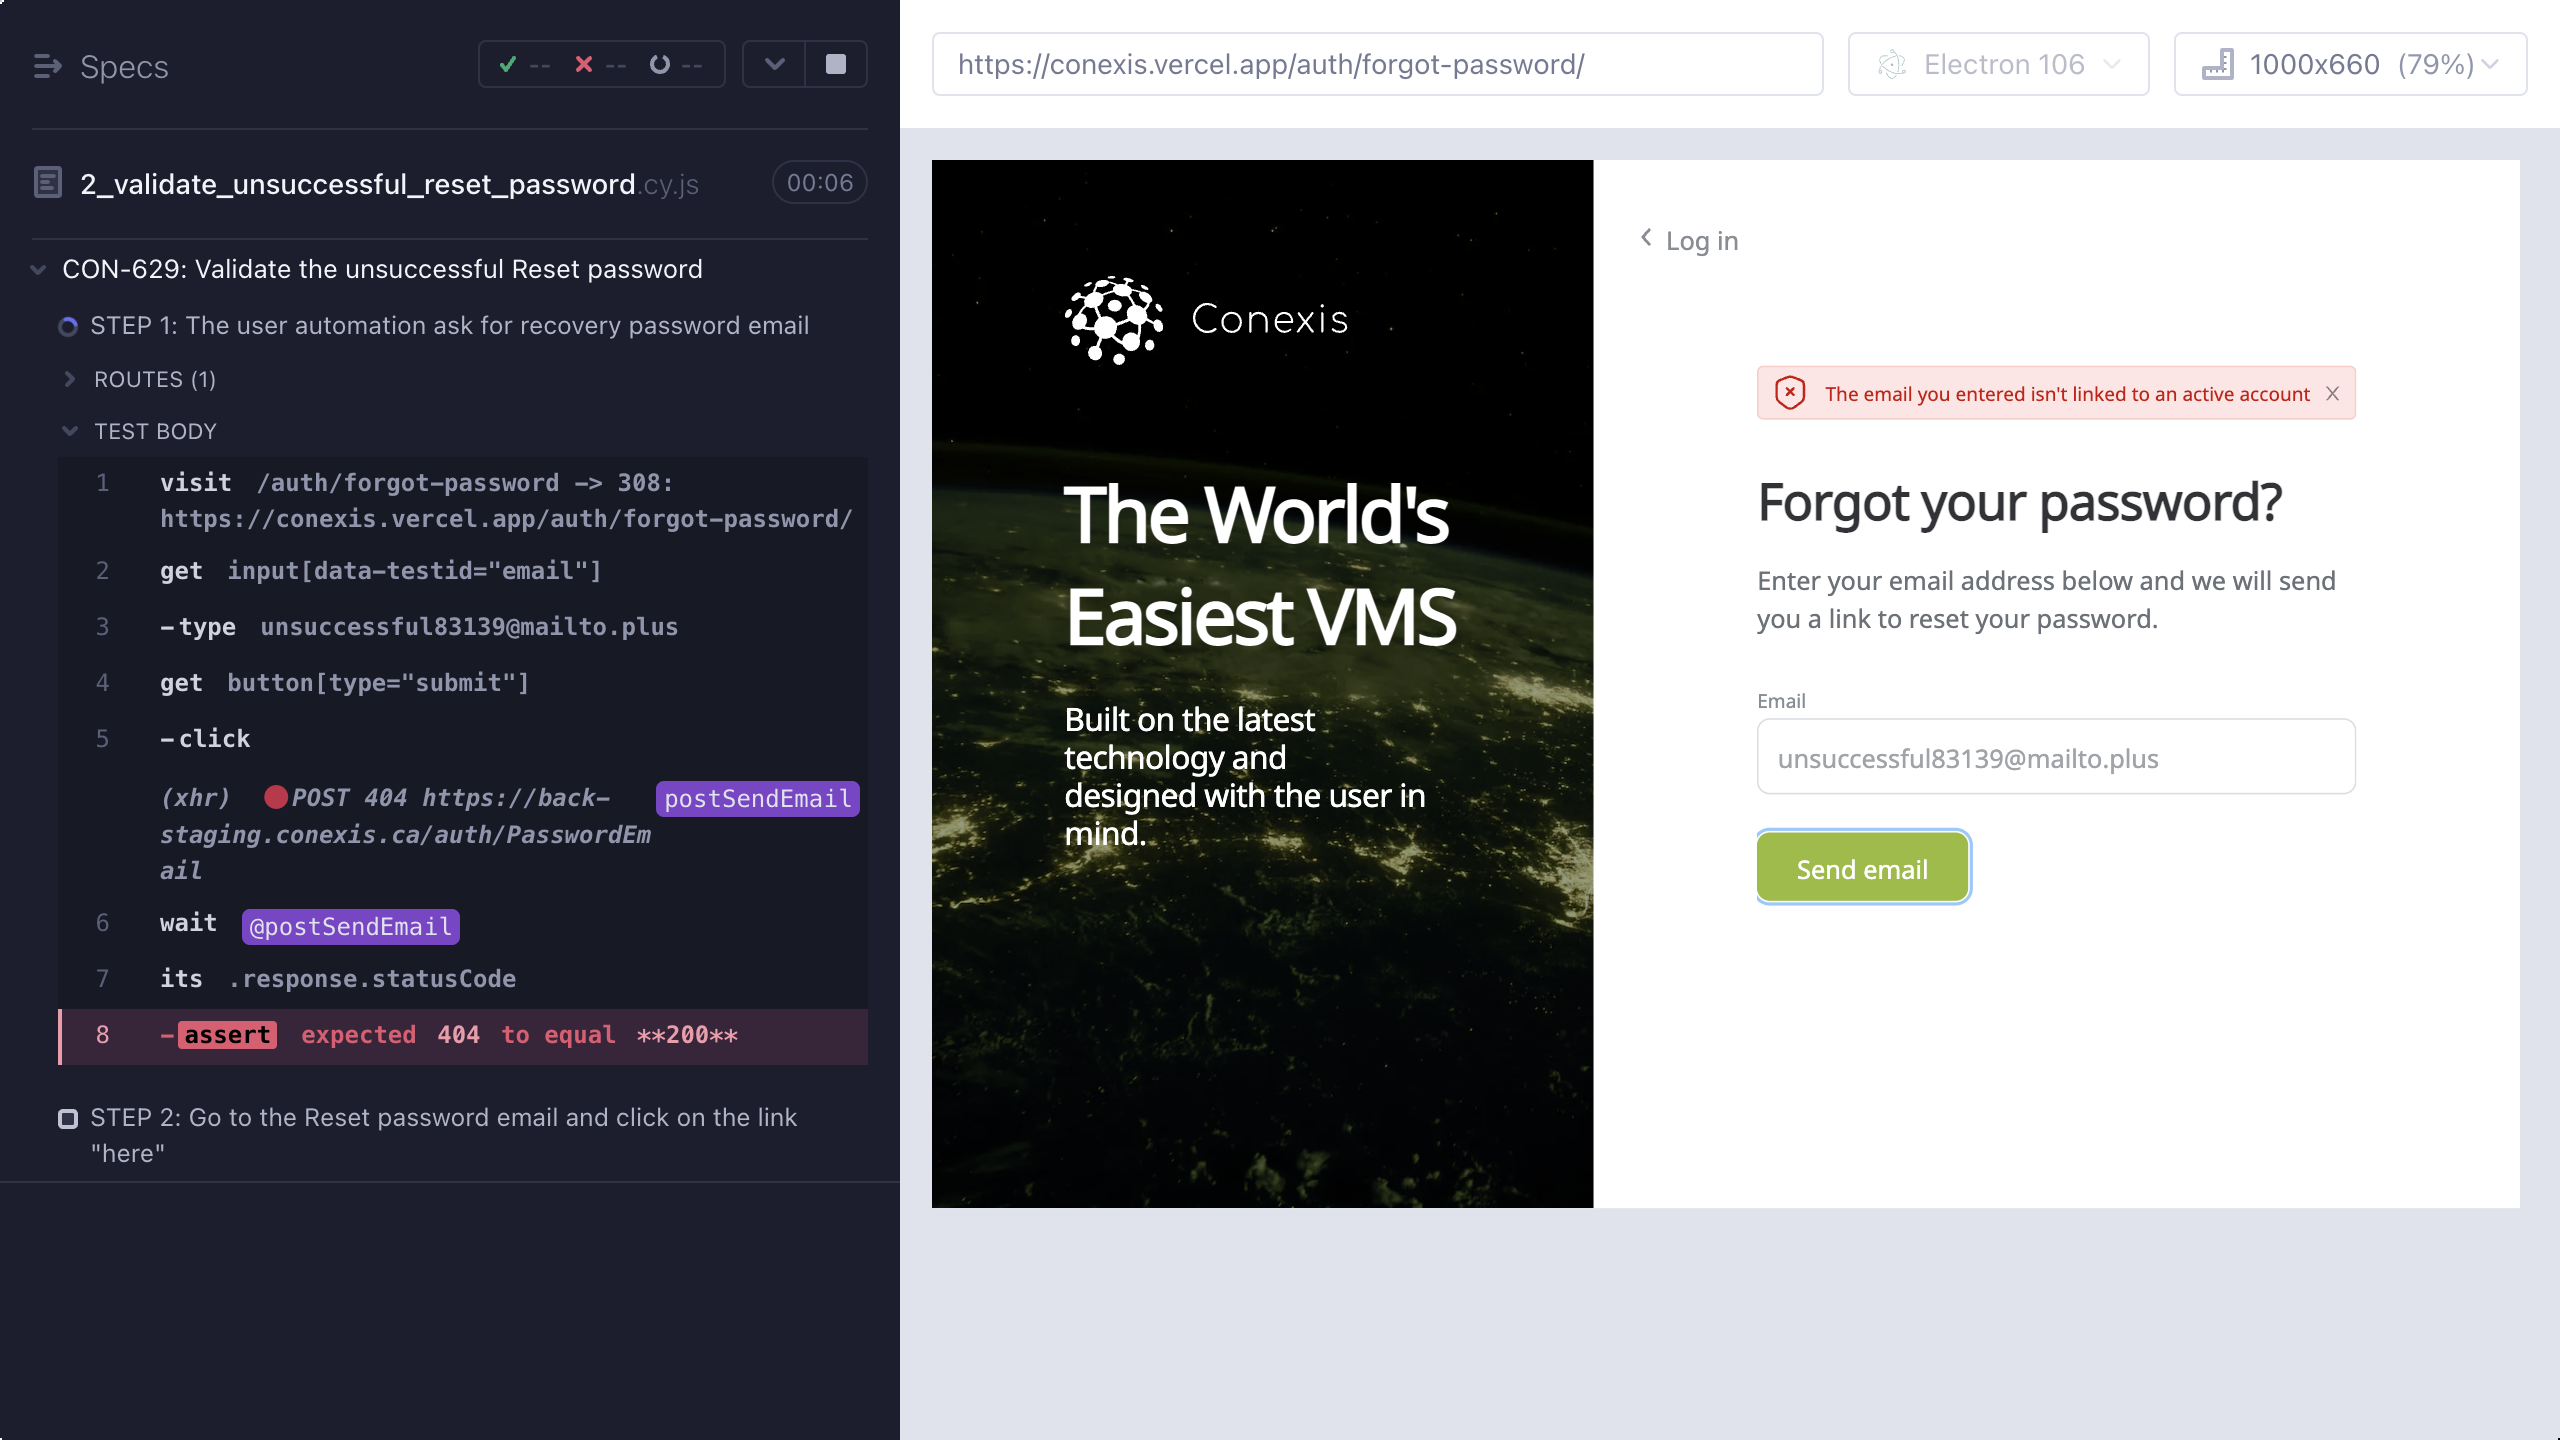 Specs
-- -- --
2_validate_unsuccessful_reset_password.cy.js 00:06
CON-629: Validate the unsuccessful Reset password
STEP 1: The user automation ask for recovery password email
ROUTES (1)
TEST BODY
1 visit /auth/forgot-password -> 308:
https://conexis.vercel.app/auth/forgot-password/
2 get input[data-testid="email"]
3 -type unsuccessful83139@mailto.plus
4 get button[type="submit"]
5 -click
(xhr) POST 404 https://back- postSendEmail
staging.conexis.ca/auth/PasswordEm
ail
6 wait @postSendEmail
7 its .response.statusCode
8 -assert expected 404 to equal **200**
STEP 2: Go to the Reset password email and click on the link
"here"
https://conexis.vercel.app/auth/forgot-password/
Electron 106
1000x660 (79%)
Conexis
The World's
Easiest VMS
Built on the latest
technology and
designed with the user in
mind.
Log in
The email you entered isn't linked to an active account
Forgot your password?
Enter your email address below and we will send
you a link to reset your password.
Email
unsuccessful83139@mailto.plus
Send email